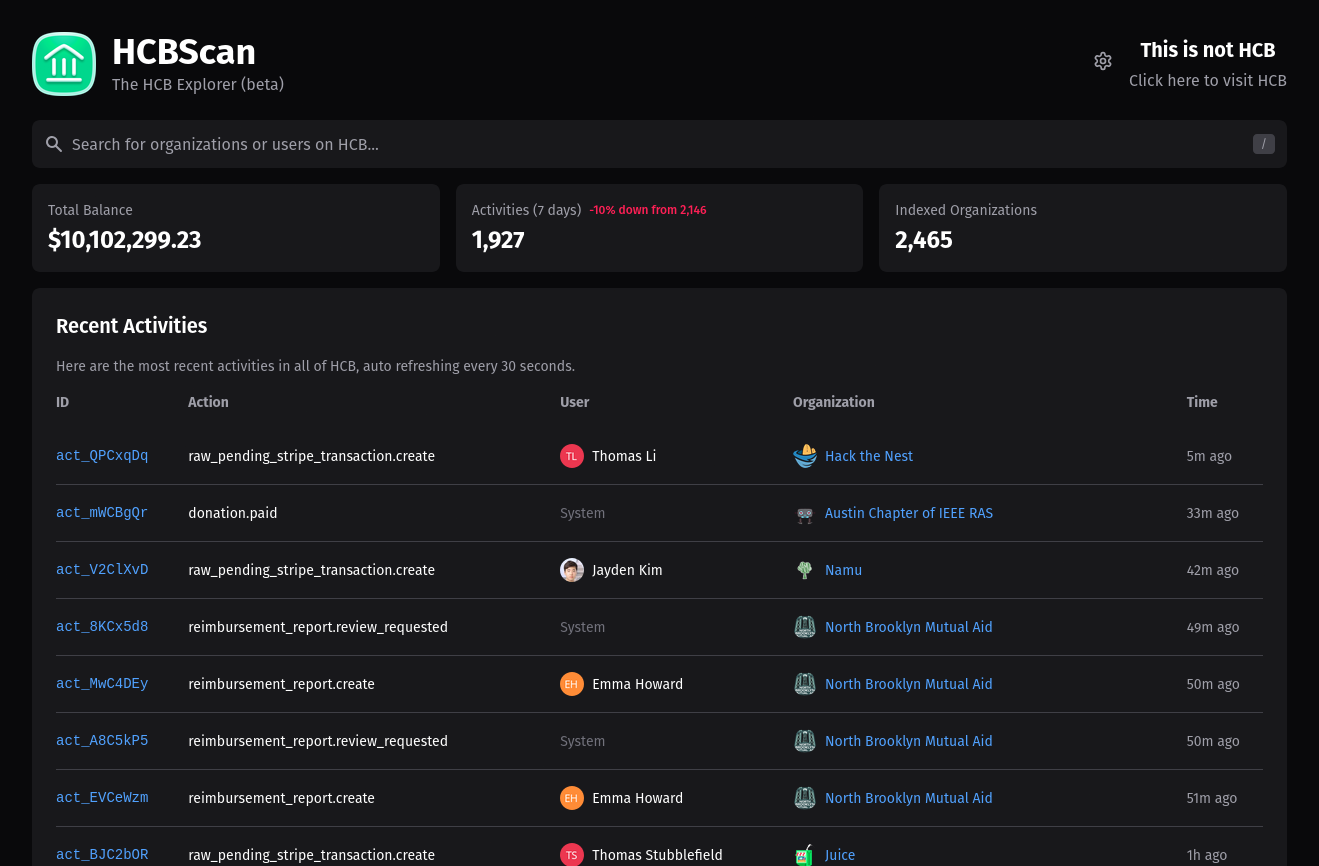 HCBScan
The HCB Explorer (beta)
This is not HCB
Click here to visit HCB
Search for organizations or users on HCB...
/
Total Balance
$10,102,299.23
Activities (7 days) -10% down from 2,146
1,927
Indexed Organizations
2,465
Recent Activities
Here are the most recent activities in all of HCB, auto refreshing every 30 seconds.
ID Action User Organization Time
act_QPCxqDq raw_pending_stripe_transaction.create TL Thomas Li Hack the Nest 5m ago
act_mWCBgQr donation.paid System Austin Chapter of IEEE RAS 33m ago
act_V2ClXvD raw_pending_stripe_transaction.create Jayden Kim Namu 42m ago
act_8KCx5d8 reimbursement_report.review_requested System North Brooklyn Mutual Aid 49m ago
act_MwC4DEy reimbursement_report.create EH Emma Howard North Brooklyn Mutual Aid 50m ago
act_A8C5kP5 reimbursement_report.review_requested System North Brooklyn Mutual Aid 50m ago
act_EVCeWzm reimbursement_report.create EH Emma Howard North Brooklyn Mutual Aid 51m ago
act_BJC2bOR raw_pending_stripe_transaction.create TS Thomas Stubblefield Juice 1h ago